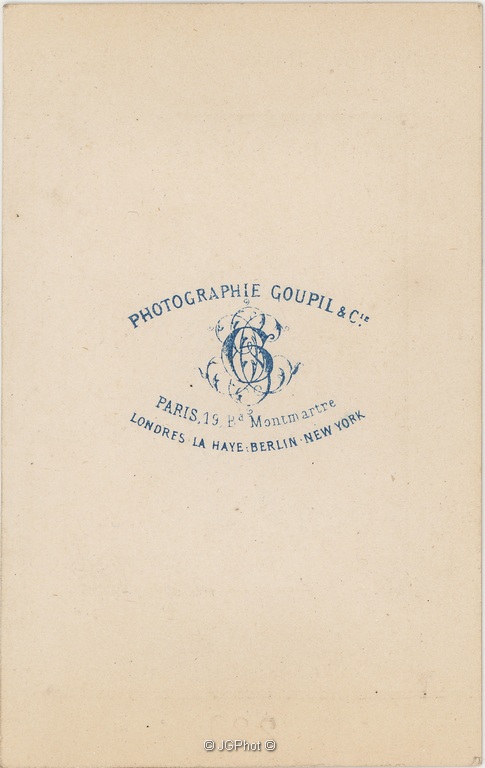 PHOTOGRAPHIE GOUPIL & Cie
PARIS, 19, Bd Montmartre
LONDRES · LA HAYE · BERLIN · NEW YORK
© JGPhot ©